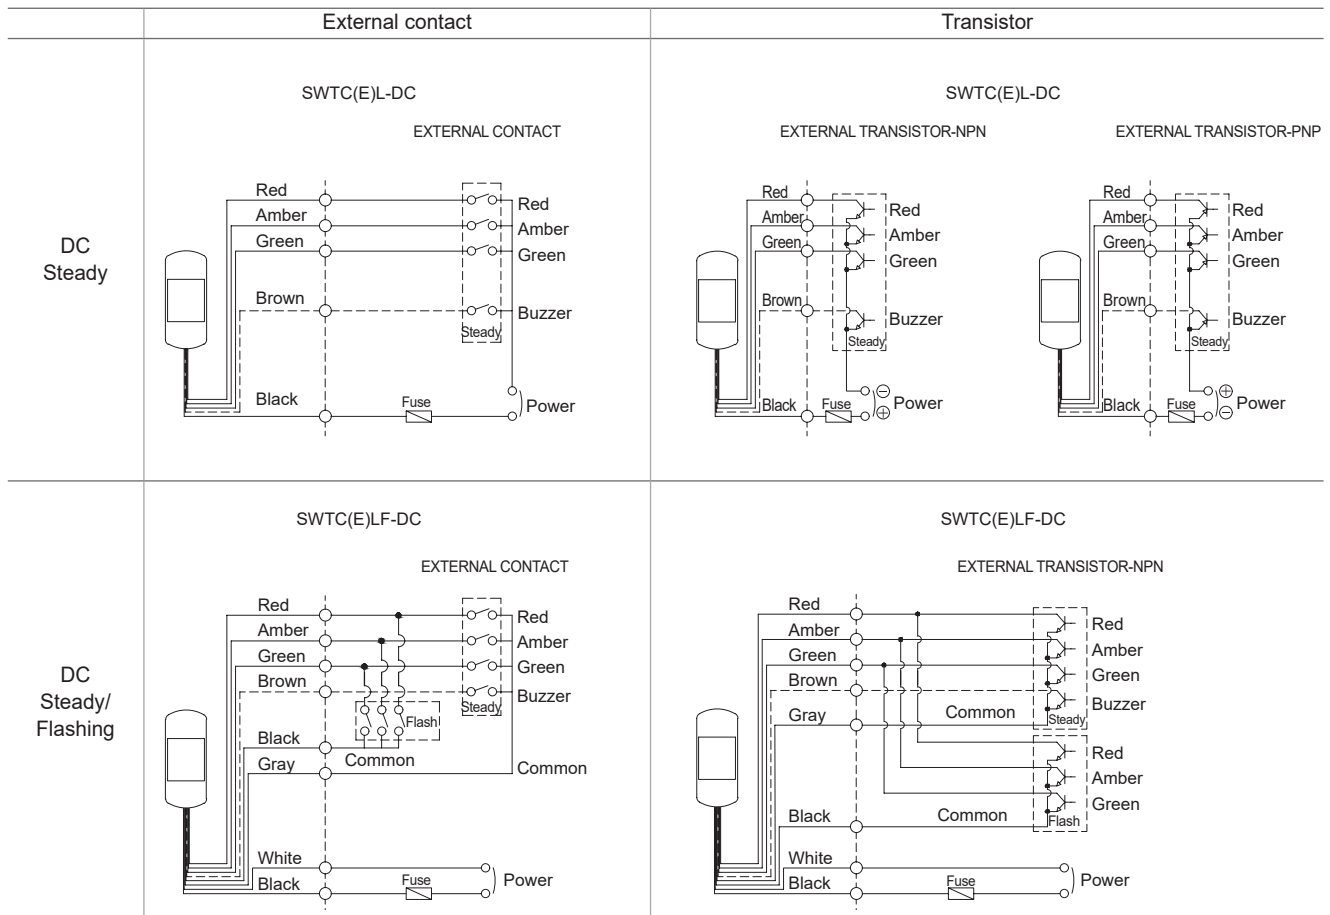 External contact
Transistor
DC
Steady
SWTC(E)L-DC
EXTERNAL CONTACT
Red
Amber
Green
Brown
Black
Red
Amber
Green
Buzzer
Steady
Fuse
Power
SWTC(E)L-DC
EXTERNAL TRANSISTOR-NPN
Red
Amber
Green
Brown
Black
Red
Amber
Green
Buzzer
Steady
Fuse
⊖
⊕
Power
EXTERNAL TRANSISTOR-PNP
Red
Amber
Green
Brown
Black
Red
Amber
Green
Buzzer
Steady
Fuse
⊕
⊖
Power
DC
Steady/
Flashing
SWTC(E)LF-DC
EXTERNAL CONTACT
Red
Amber
Green
Brown
Black
Gray
White
Black
Red
Amber
Green
Buzzer
Steady
Flash
Common
Common
Fuse
Power
SWTC(E)LF-DC
EXTERNAL TRANSISTOR-NPN
Red
Amber
Green
Brown
Gray
Common
Red
Amber
Green
Buzzer
Steady
Red
Amber
Green
Flash
Black
Common
White
Black
Fuse
Power